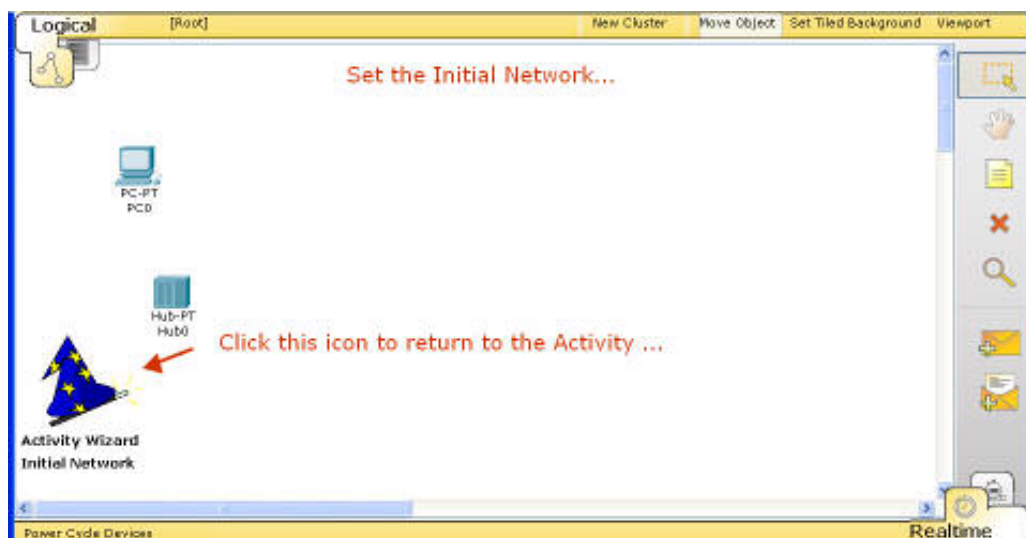 Logical [Root] New Cluster Move Object Set Tiled Background Viewport
Set the Initial Network...
PC-PT
PC0
Hub-PT
Hub0
Click this icon to return to the Activity ...
Activity Wizard
Initial Network
Power Cycle Devices Realtime